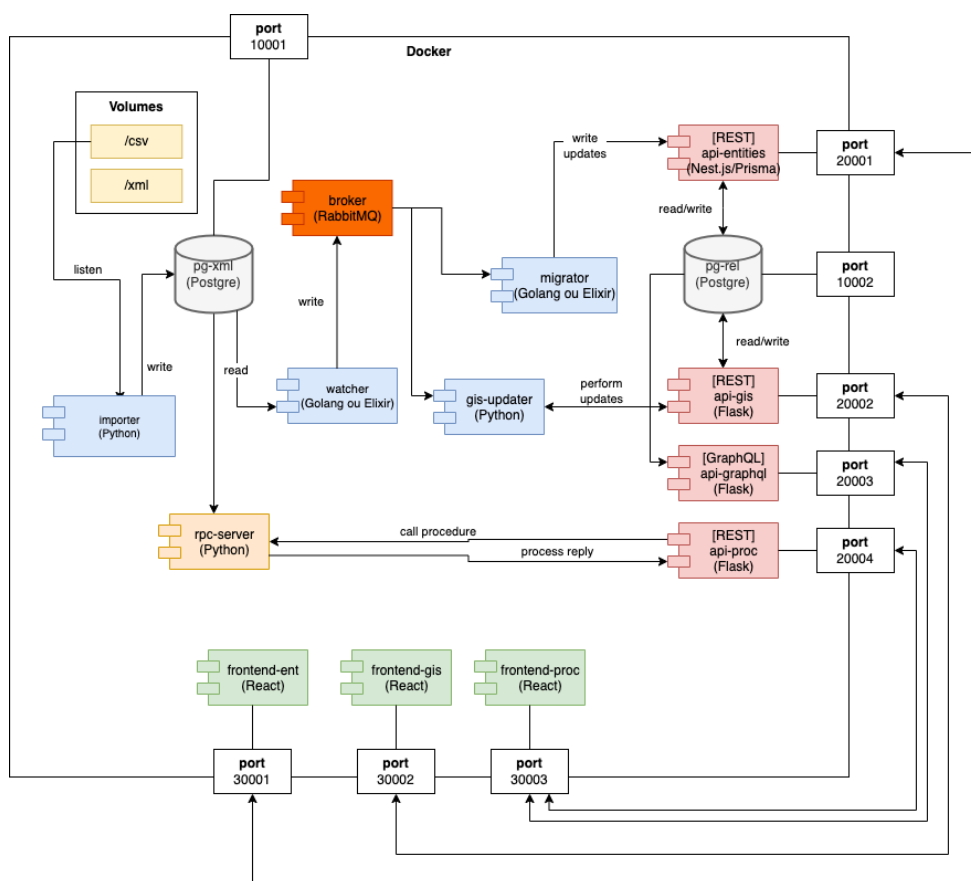 port
10001
Docker
Volumes
/csv
/xml
write
updates
[REST]
api-entities
(Nest.js/Prisma)
port
20001
broker
(RabbitMQ)
read/write
listen
pg-xml
(Postgre)
migrator
(Golang ou Elixir)
pg-rel
(Postgre)
port
10002
write
read/write
write
read
watcher
(Golang ou Elixir)
gis-updater
(Python)
perform
updates
[REST]
api-gis
(Flask)
port
20002
importer
(Python)
[GraphQL]
api-graphql
(Flask)
port
20003
rpc-server
(Python)
call procedure
process reply
[REST]
api-proc
(Flask)
port
20004
frontend-ent
(React)
frontend-gis
(React)
frontend-proc
(React)
port
30001
port
30002
port
30003